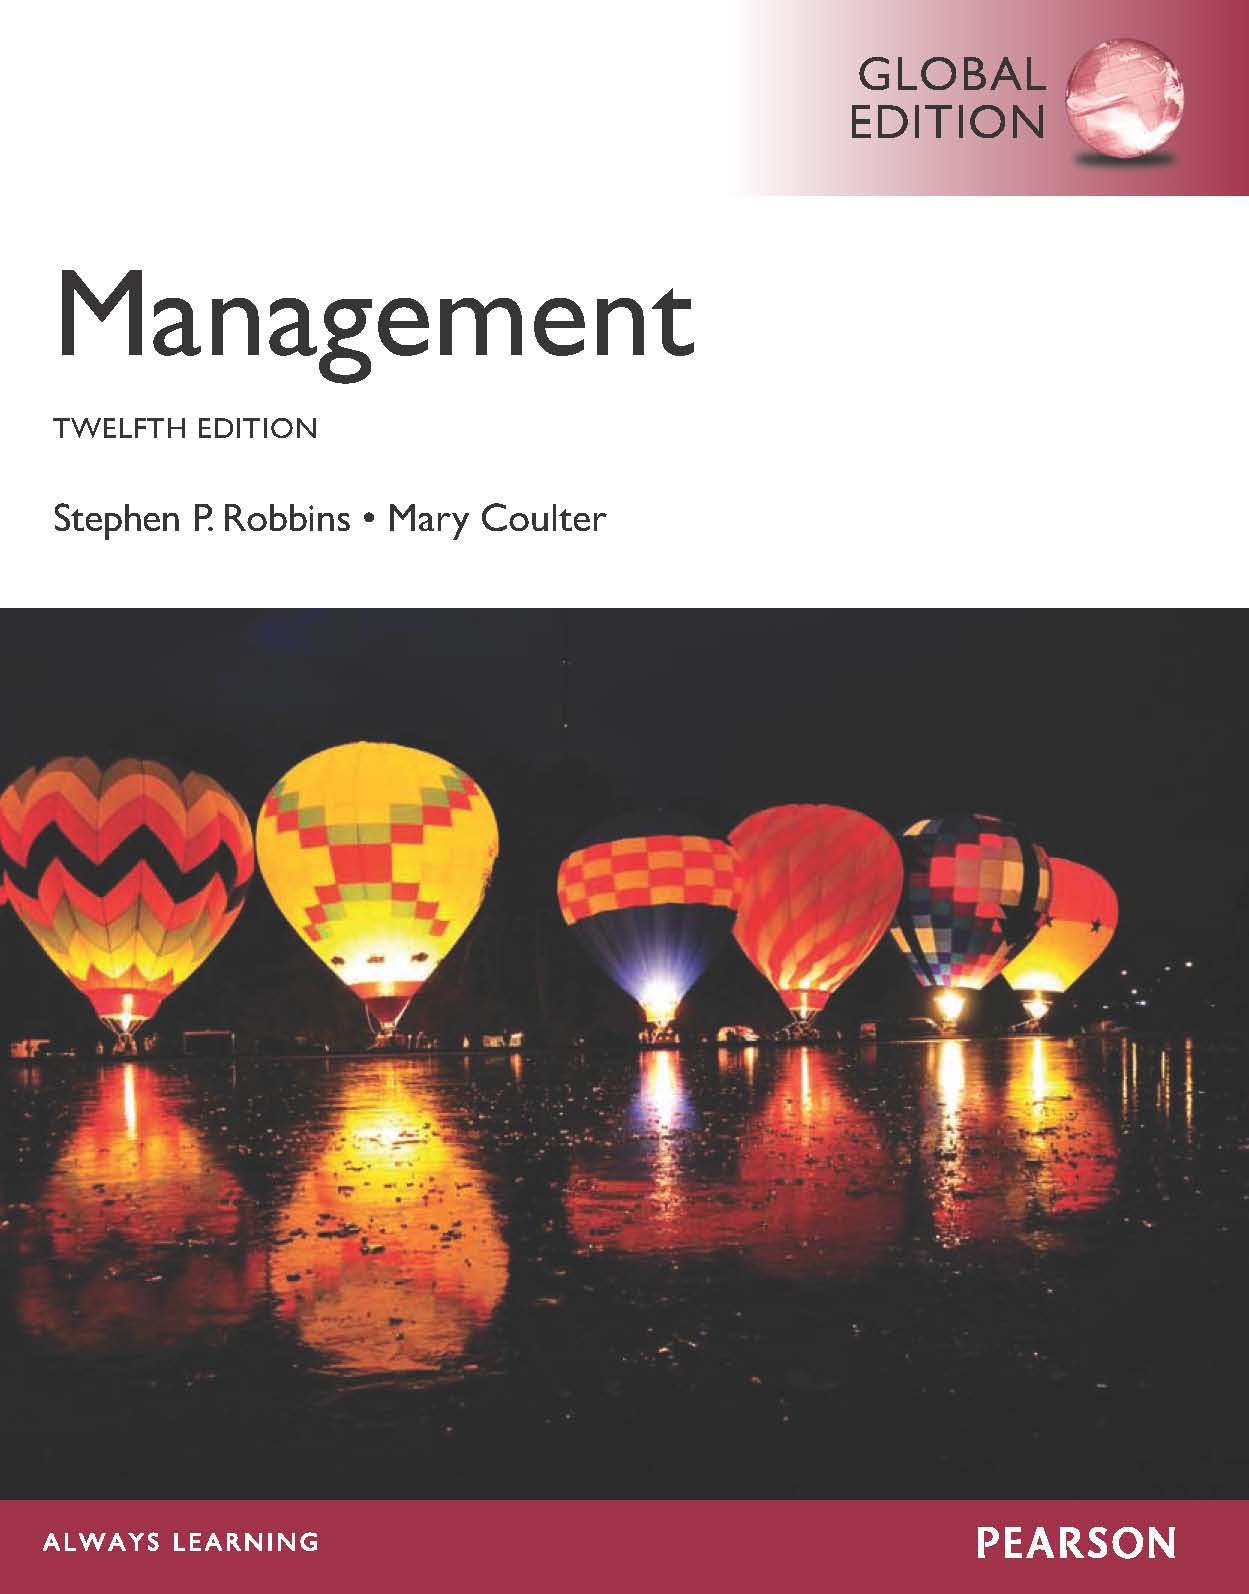 GLOBAL
EDITION
Management
TWELFTH EDITION
Stephen P. Robbins • Mary Coulter
ALWAYS LEARNING
PEARSON